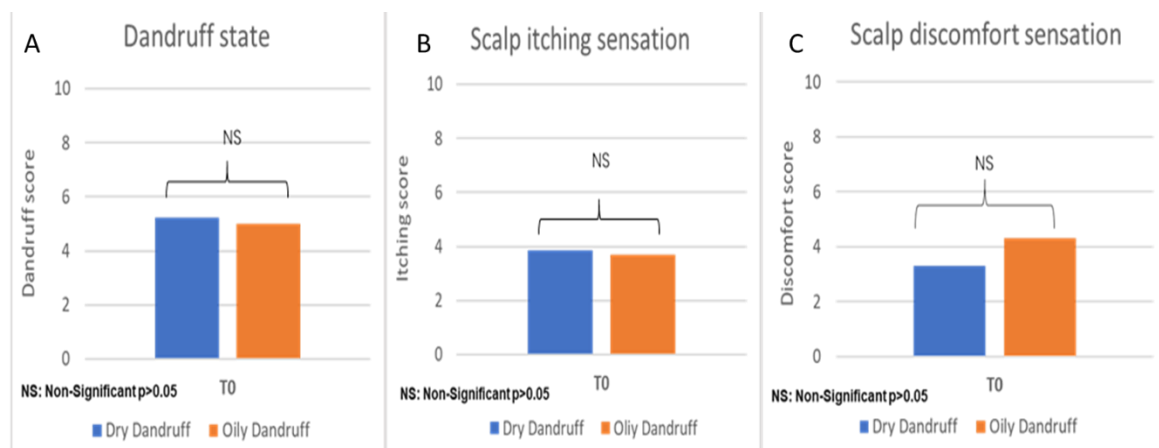 A
Dandruff state
10
8
6
4
2
0
Dandruff score
NS
T0
NS: Non-Significant p>0.05
Dry Dandruff
Oily Dandruff
B
Scalp itching sensation
10
8
6
4
2
0
Itching score
NS
T0
NS: Non-Significant p>0.05
Dry Dandruff
Oliy Dandruff
C
Scalp discomfort sensation
10
8
6
4
2
0
Discomfort score
NS
T0
NS: Non-Significant p>0.05
Dry Dandruff
Oily Dandruff